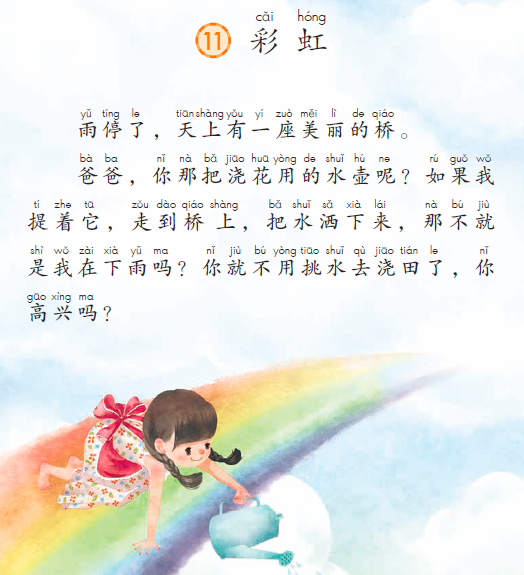 cǎi hóng
11 彩虹
yǔ tíng le tiān shàng yǒu yí zuò měi lì de qiáo
雨停了，天上有一座美丽的桥。
bà ba nǐ nà bǎ jiāo huā yòng de shuǐ hú ne rú guǒ wǒ
爸爸，你那把浇花用的水壶呢？如果我
tí zhe tā zǒu dào qiáo shàng bǎ shuǐ sǎ xià lái nà bú jiù
提着它，走到桥上，把水洒下来，那不就
shì wǒ zài xià yǔ ma nǐ jiù bú yòng tiāo shuǐ qù jiāo tián le nǐ
是我在下雨吗？你就不用挑水去浇田了，你
gāo xìng ma
高兴吗？